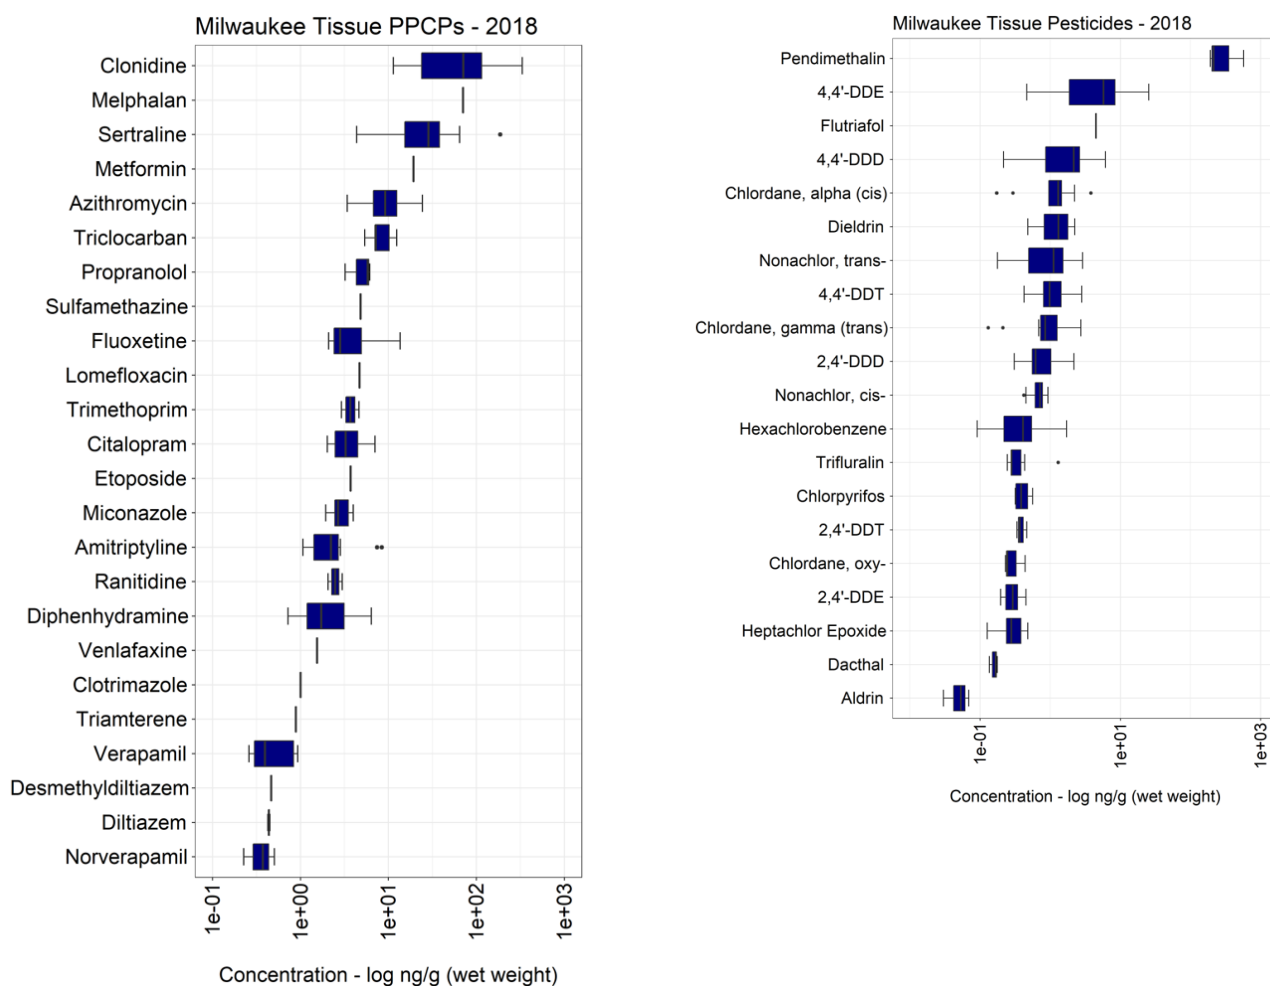 Milwaukee Tissue PPCPs - 2018
Clonidine
Melphalan
Sertraline
Metformin
Azithromycin
Triclocarban
Propranolol
Sulfamethazine
Fluoxetine
Lomefloxacin
Trimethoprim
Citalopram
Etoposide
Miconazole
Amitriptyline
Ranitidine
Diphenhydramine
Venlafaxine
Clotrimazole
Triamterene
Verapamil
Desmethyldiltiazem
Diltiazem
Norverapamil
1e-01
1e+00
1e+01
1e+02
1e+03
Concentration - log ng/g (wet weight)
Milwaukee Tissue Pesticides - 2018
Pendimethalin
4,4'-DDE
Flutriafol
4,4'-DDD
Chlordane, alpha (cis)
Dieldrin
Nonachlor, trans-
4,4'-DDT
Chlordane, gamma (trans)
2,4'-DDD
Nonachlor, cis-
Hexachlorobenzene
Trifluralin
Chlorpyrifos
2,4'-DDT
Chlordane, oxy-
2,4'-DDE
Heptachlor Epoxide
Dacthal
Aldrin
1e-01
1e+01
1e+03
Concentration - log ng/g (wet weight)